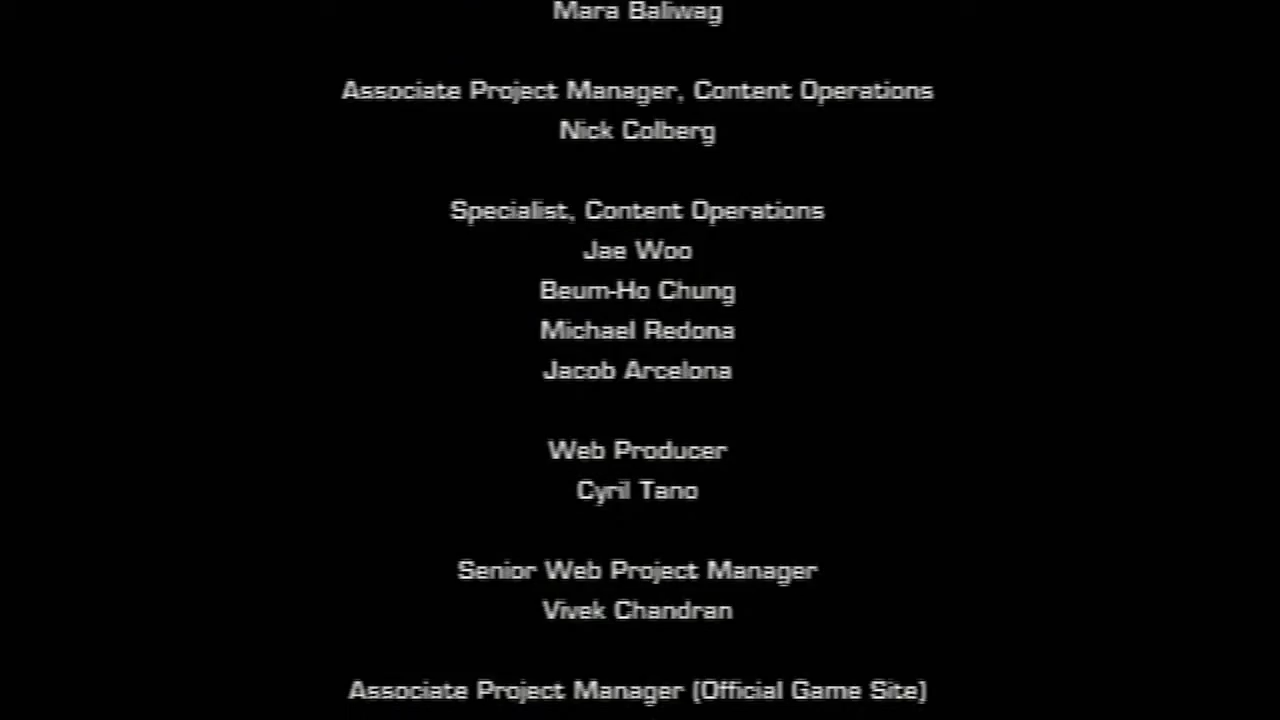 Mara Baliwag
Associate Project Manager, Content Operations
Nick Colberg
Specialist, Content Operations
Jae Woo
Beum-Ho Chung
Michael Redona
Jacob Arcelona
Web Producer
Cyril Tano
Senior Web Project Manager
Vivek Chandran
Associate Project Manager (Official Game Site)